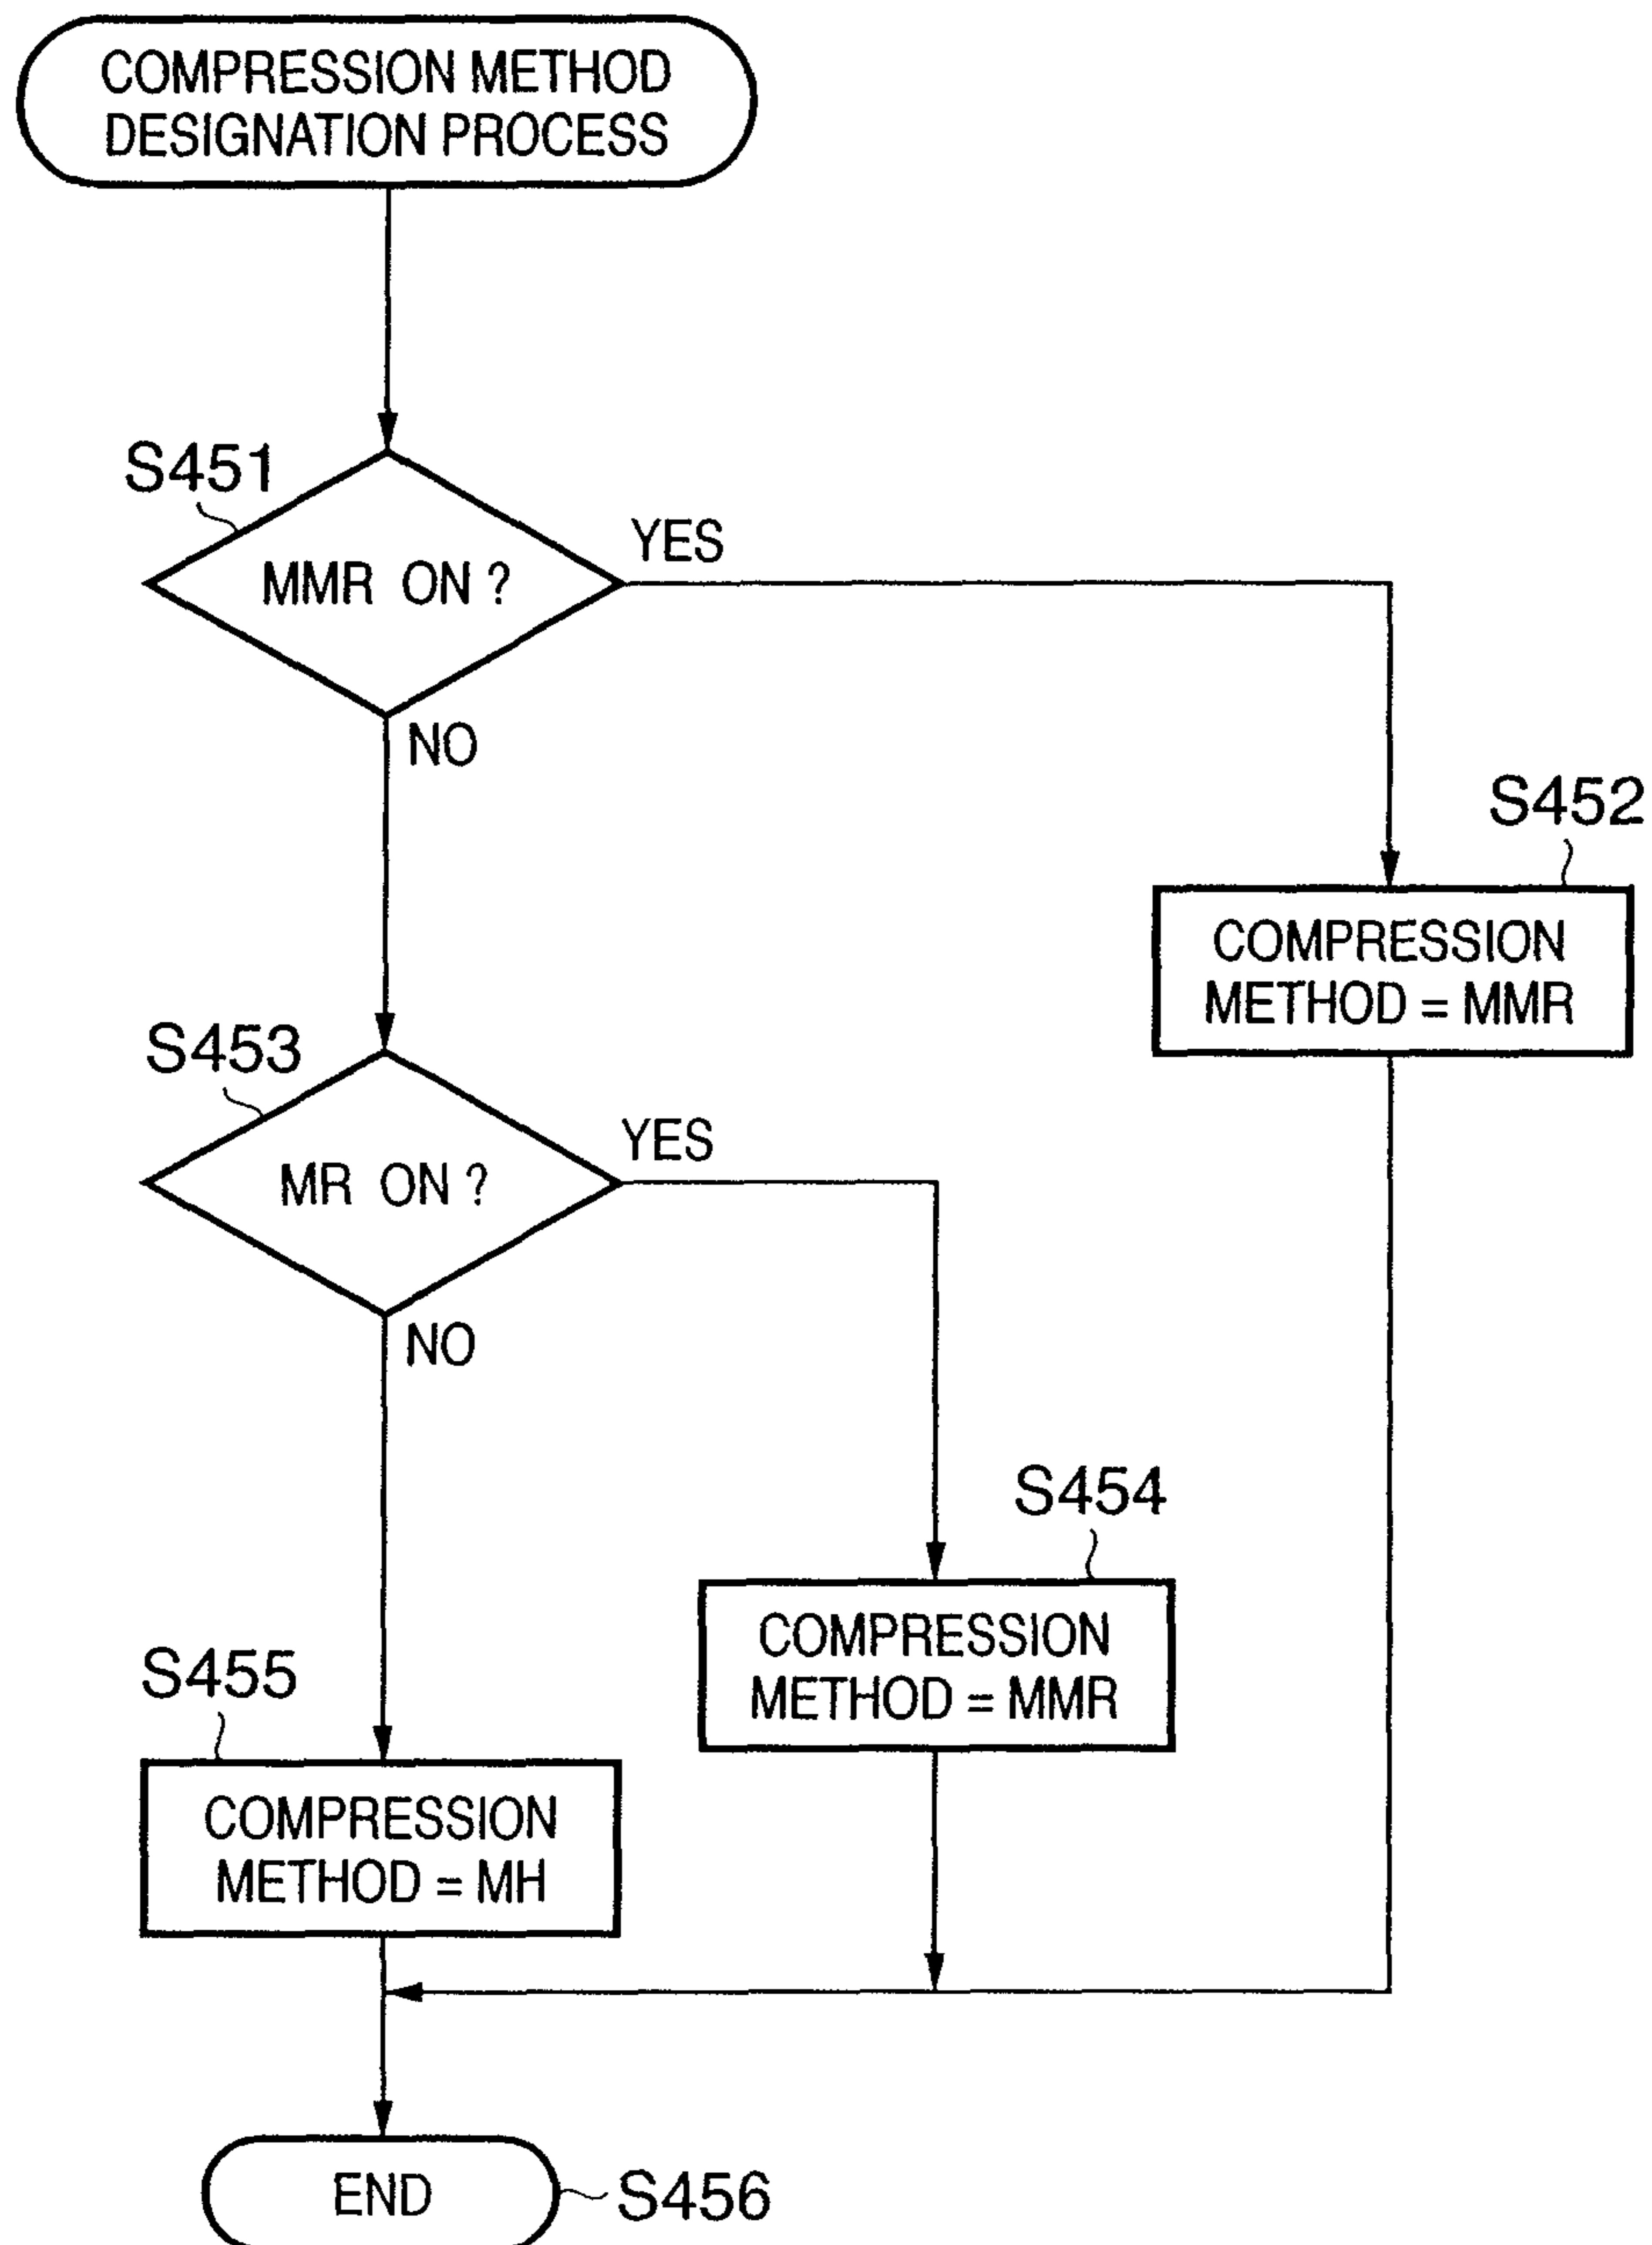 COMPRESSION METHOD
DESIGNATION PROCESS
S451
MMR ON ?
YES
NO
S452
COMPRESSION
METHOD = MMR
S453
MR ON ?
YES
NO
S454
COMPRESSION
METHOD = MMR
S455
COMPRESSION
METHOD = MH
END
S456